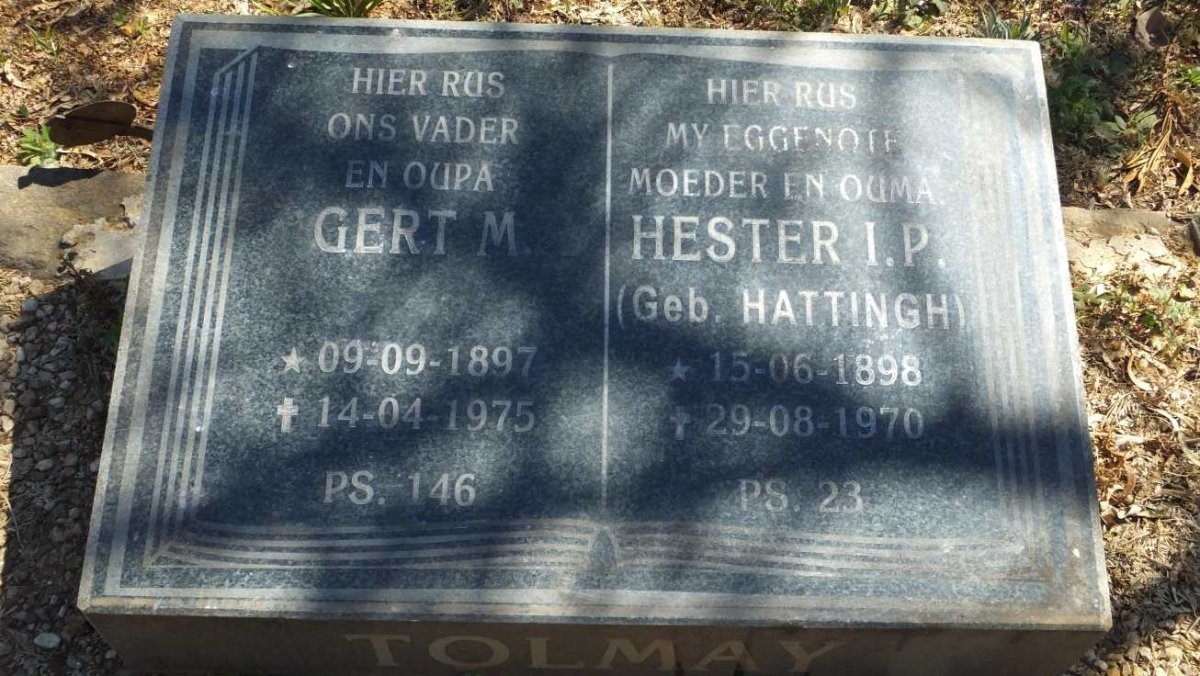 HIER RUS
ONS VADER
EN OUPA
GERT M.
★ 09-09-1897
✝ 14-04-1975
PS. 146
HIER RUS
MY EGGENOTE
MOEDER EN OUMA.
HESTER I.P.
(Geb. HATTINGH)
★ 15-06-1898
✝ 29-08-1970
PS. 23
TOLMAY